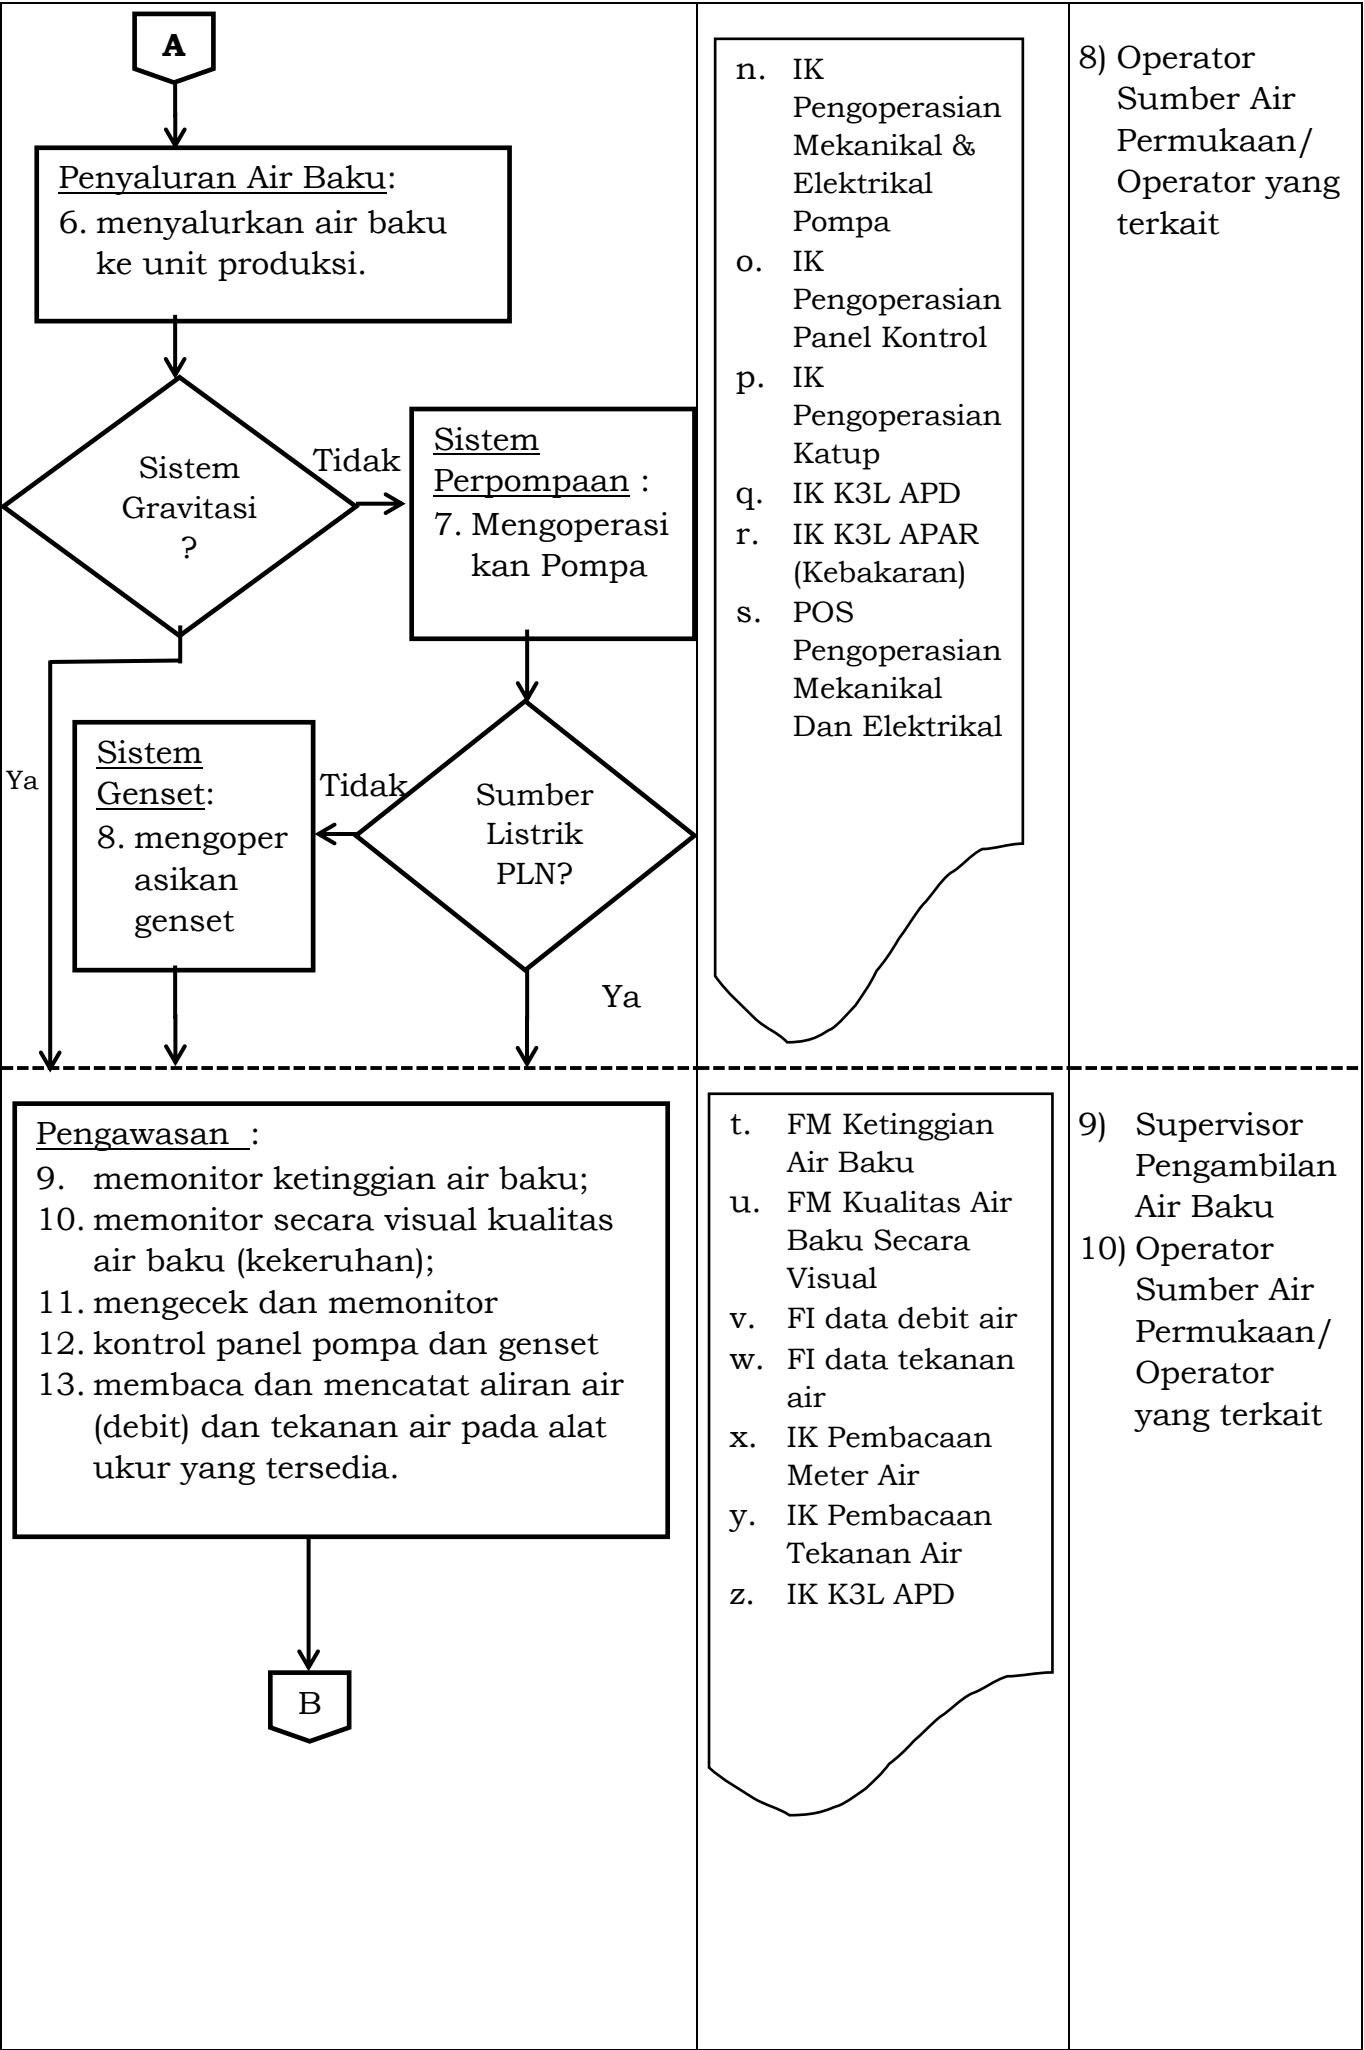 A
Penyaluran Air Baku:
6. menyalurkan air baku
ke unit produksi.
Sistem
Gravitasi
?
Tidak
Sistem
Perpompaan :
7. Mengoperasi
kan Pompa
Ya
Sistem
Genset:
8. mengoper
asikan
genset
Tidak
Sumber
Listrik
PLN?
Ya
n. IK
Pengoperasian
Mekanikal &
Elektrikal
Pompa
o. IK
Pengoperasian
Panel Kontrol
p. IK
Pengoperasian
Katup
q. IK K3L APD
r. IK K3L APAR
(Kebakaran)
s. POS
Pengoperasian
Mekanikal
Dan Elektrikal
8) Operator
Sumber Air
Permukaan/
Operator yang
terkait
Pengawasan :
9. memonitor ketinggian air baku;
10. memonitor secara visual kualitas
air baku (kekeruhan);
11. mengecek dan memonitor
12. kontrol panel pompa dan genset
13. membaca dan mencatat aliran air
(debit) dan tekanan air pada alat
ukur yang tersedia.
B
t. FM Ketinggian
Air Baku
u. FM Kualitas Air
Baku Secara
Visual
v. FI data debit air
w. FI data tekanan
air
x. IK Pembacaan
Meter Air
y. IK Pembacaan
Tekanan Air
z. IK K3L APD
9) Supervisor
Pengambilan
Air Baku
10) Operator
Sumber Air
Permukaan/
Operator
yang terkait